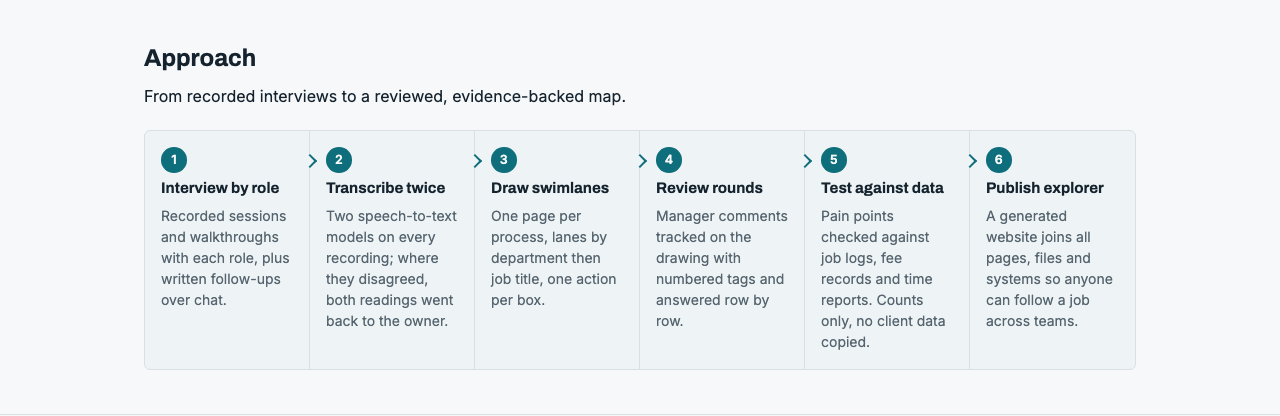 Approach
From recorded interviews to a reviewed, evidence-backed map.
1
Interview by role
Recorded sessions
and walkthroughs
with each role, plus
written follow-ups
over chat.
2
Transcribe twice
Two speech-to-text
models on every
recording; where
they disagreed,
both readings went
back to the owner.
3
Draw swimlanes
One page per
process, lanes by
department then
job title, one action
per box.
4
Review rounds
Manager comments
tracked on the
drawing with
numbered tags and
answered row by
row.
5
Test against data
Pain points
checked against
job logs, fee
records and time
reports. Counts
only, no client data
copied.
6
Publish explorer
A generated
website joins all
pages, files and
systems so anyone
can follow a job
across teams.